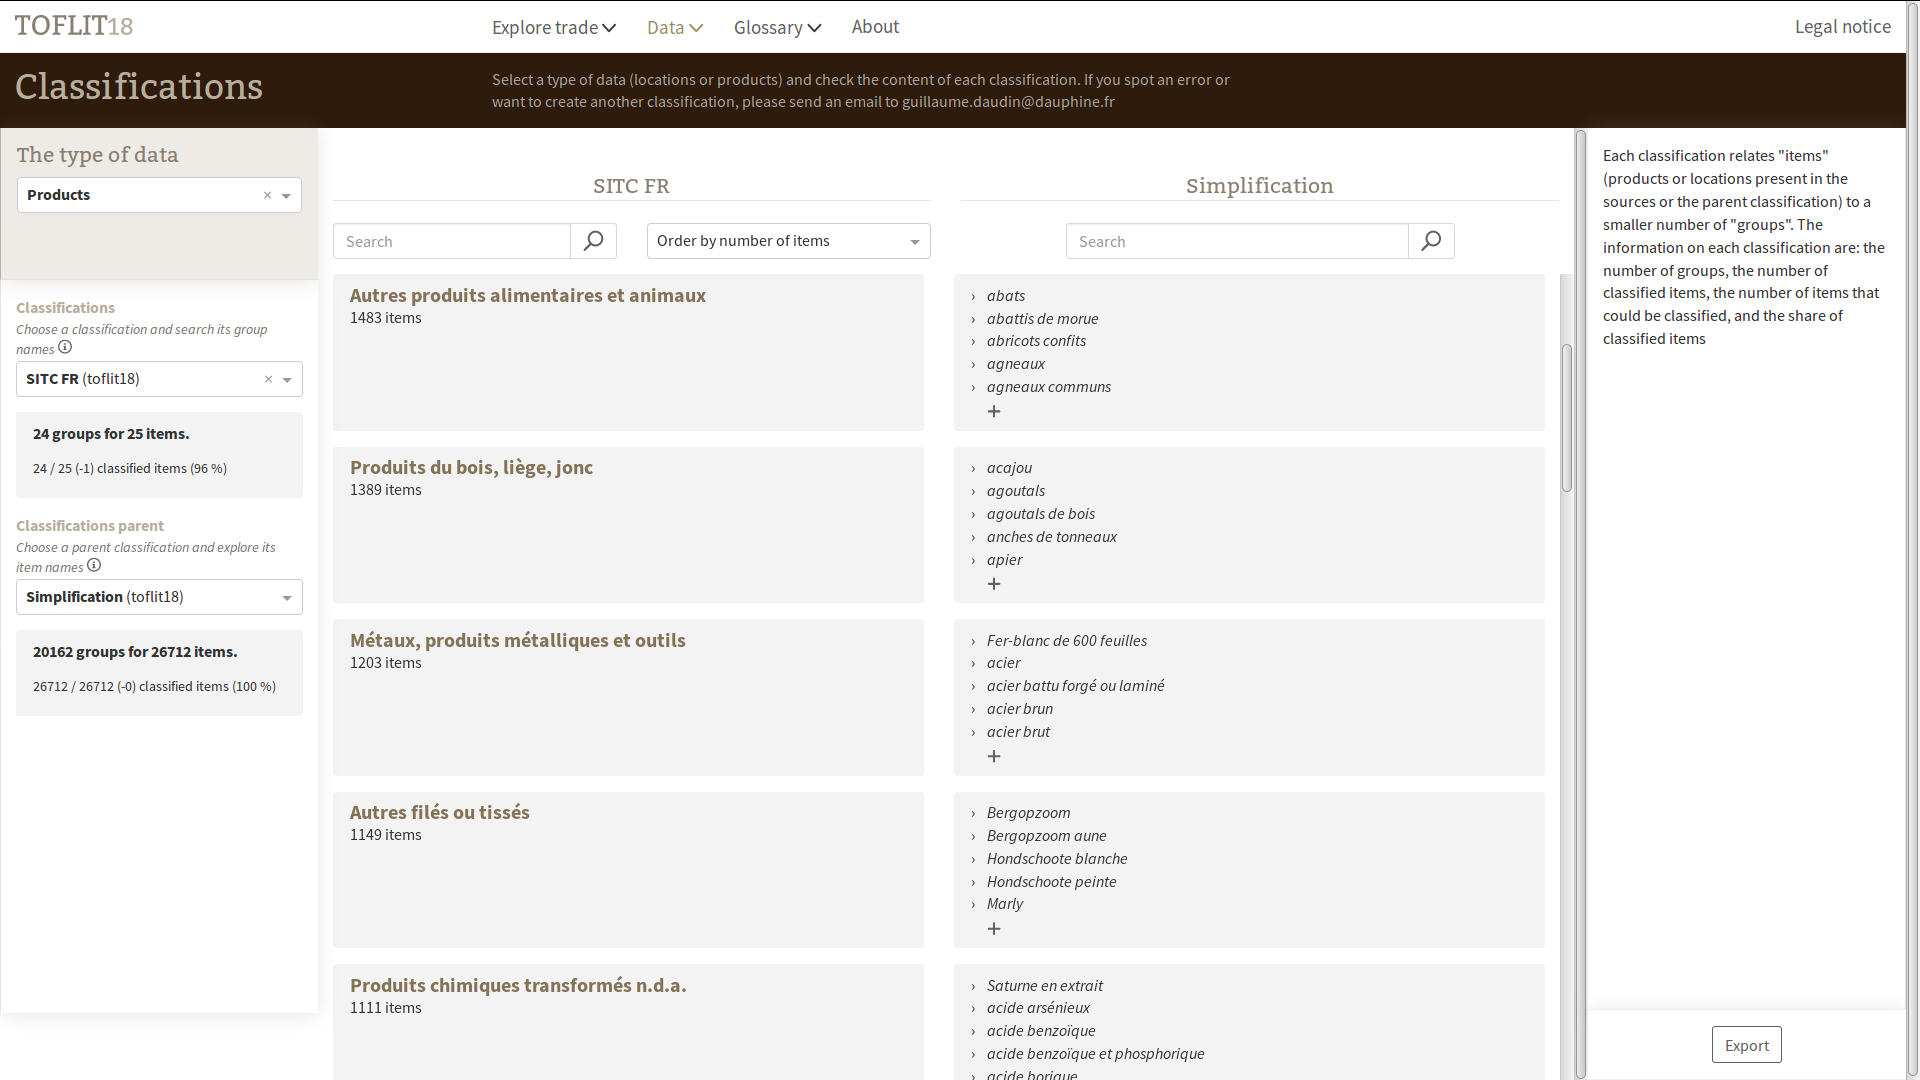 TOFLIT18
Explore trade
Data
Glossary
About
Legal notice
Classifications
Select a type of data (locations or products) and check the content of each classification. If you spot an error or
want to create another classification, please send an email to guillaume.daudin@dauphine.fr
The type of data
Products ×
Classifications
Choose a classification and search its group
names
SITC FR (toflit18) ×
24 groups for 25 items.
24 / 25 (-1) classified items (96 %)
Classifications parent
Choose a parent classification and explore its
item names
Simplification (toflit18)
20162 groups for 26712 items.
26712 / 26712 (-0) classified items (100 %)
SITC FR
Search
Order by number of items
Simplification
Search
Autres produits alimentaires et animaux
1483 items
› abats
› abattis de morue
› abricots confits
› agneaux
› agneaux communs
+
Produits du bois, liège, jonc
1389 items
› acajou
› agoutals
› agoutals de bois
› anches de tonneaux
› apier
+
Métaux, produits métalliques et outils
1203 items
› Fer-blanc de 600 feuilles
› acier
› acier battu forgé ou laminé
› acier brun
› acier brut
+
Autres filés ou tissés
1149 items
› Bergopzoom
› Bergopzoom aune
› Hondschoote blanche
› Hondschoote peinte
› Marly
+
Produits chimiques transformés n.d.a.
1111 items
› Saturne en extrait
› acide arsénieux
› acide benzoïque
› acide benzoïque et phosphorique
› acide borique
Each classification relates "items"
(products or locations present in the
sources or the parent classification) to a
smaller number of "groups". The
information on each classification are: the
number of groups, the number of
classified items, the number of items that
could be classified, and the share of
classified items
Export